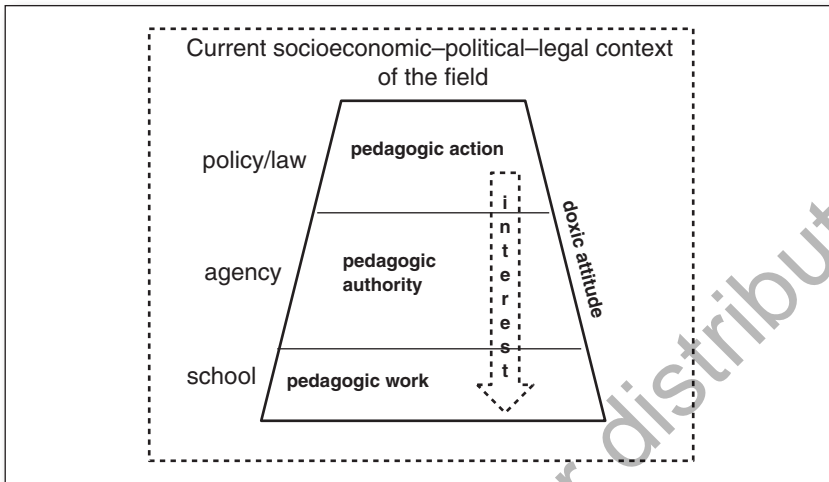 Current socioeconomic–political–legal context
of the field
policy/law
pedagogic action
agency
pedagogic
authority
school
pedagogic work
interest
doxic attitude
r distribut